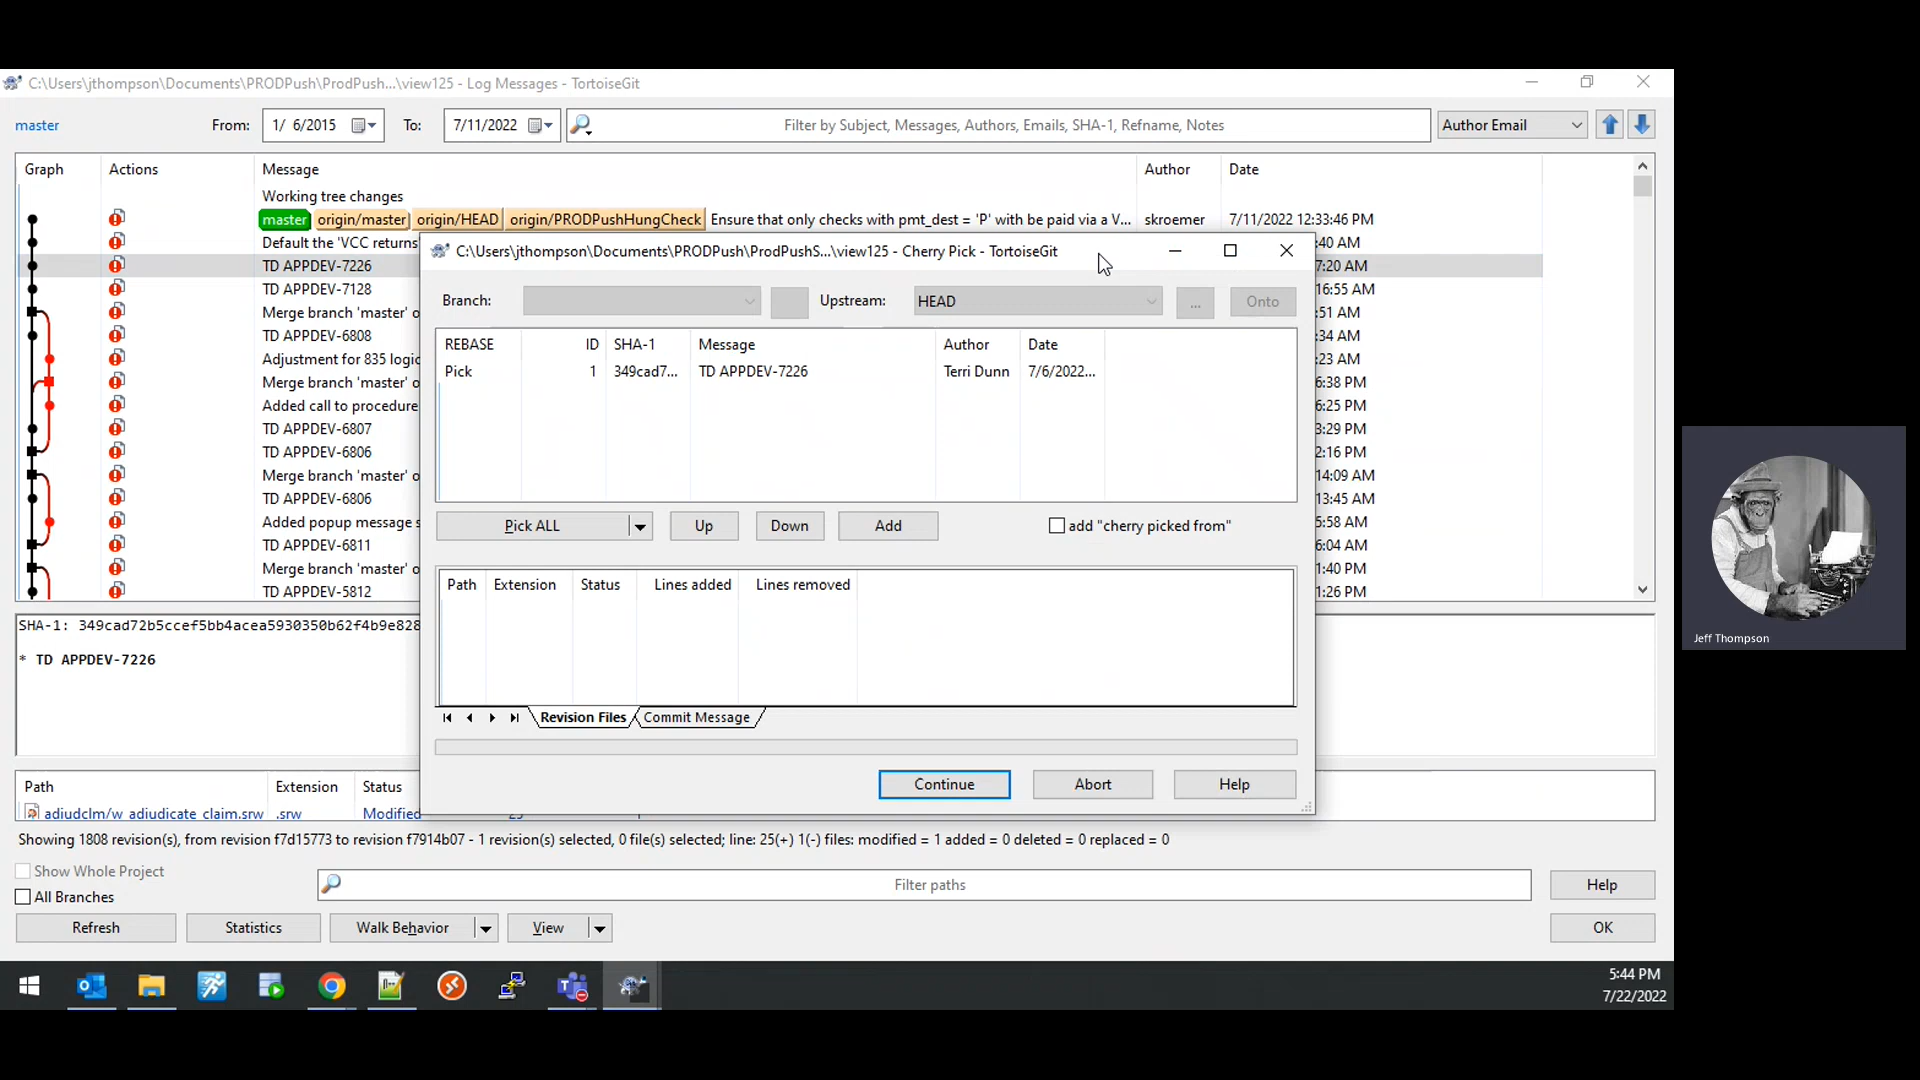 C:\Users\jthompson\Documents\PRODPush\ProdPush...\view125 - Log Messages - TortoiseGit
master
From:
1/ 6/2015
To:
7/11/2022
Filter by Subject, Messages, Authors, Emails, SHA-1, Refname, Notes
Author Email
Graph
Actions
Message
Author
Date
Working tree changes
master origin/master origin/HEAD origin/PRODPushHungCheck Ensure that only checks with pmt_dest = 'P' with be paid via a V... skroemer 7/11/2022 12:33:46 PM
Default the 'VCC returns' :40 AM
TD APPDEV-7226 7:20 AM
TD APPDEV-7128 16:55 AM
Merge branch 'master' o :51 AM
TD APPDEV-6808 :34 AM
Adjustment for 835 logic :23 AM
Merge branch 'master' o 6:38 PM
Added call to procedure 6:25 PM
TD APPDEV-6807 3:29 PM
TD APPDEV-6806 2:16 PM
Merge branch 'master' o 14:09 AM
TD APPDEV-6806 13:45 AM
Added popup message s 5:58 AM
TD APPDEV-6811 6:04 AM
Merge branch 'master' o 1:40 PM
TD APPDEV-5812 1:26 PM
C:\Users\jthompson\Documents\PRODPush\ProdPushS...\view125 - Cherry Pick - TortoiseGit
Branch:
Upstream:
HEAD
...
Onto
REBASE ID SHA-1 Message Author Date
Pick 1 349cad7... TD APPDEV-7226 Terri Dunn 7/6/2022...
Pick ALL
Up
Down
Add
add "cherry picked from"
Path Extension Status Lines added Lines removed
Revision Files
Commit Message
Continue
Abort
Help
SHA-1: 349cad72b5ccef5bb4acea5930350b62f4b9e828
* TD APPDEV-7226
Path Extension Status
adjudclm/w_adjudicate_claim.srw .srw Modified 25
Showing 1808 revision(s), from revision f7d15773 to revision f7914b07 - 1 revision(s) selected, 0 file(s) selected; line: 25(+) 1(-) files: modified = 1 added = 0 deleted = 0 replaced = 0
Show Whole Project
All Branches
Filter paths
Help
Refresh
Statistics
Walk Behavior
View
OK
5:44 PM
7/22/2022
Jeff Thompson